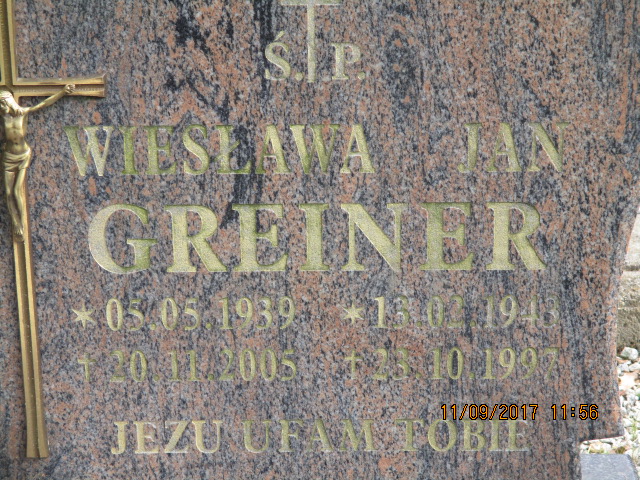 Ś. P.
WIESŁAWA JAN
GREINER
* 05.05.1939 * 13.02.1943
† 20.11.2005 † 23.10.1997
JEZU UFAM TOBIE
11/09/2017 11:56